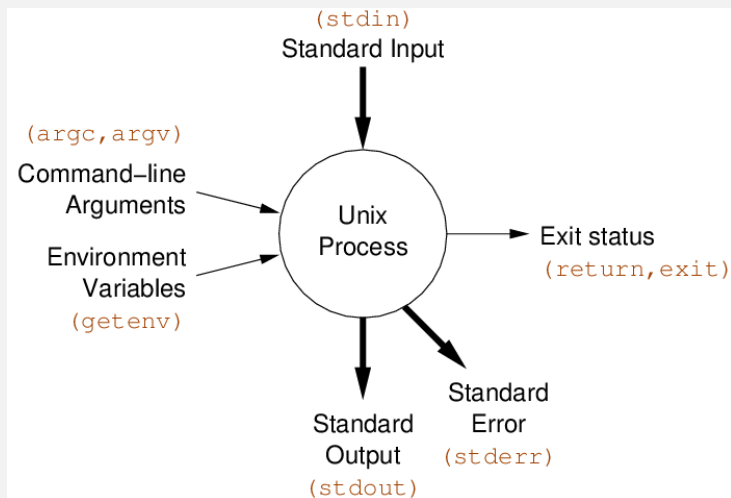 (stdin)
Standard Input
(argc,argv)
Command-line
Arguments
Unix
Process
Environment
Variables
(getenv)
Exit status
(return,exit)
Standard
Output
(stdout)
Standard
Error
(stderr)